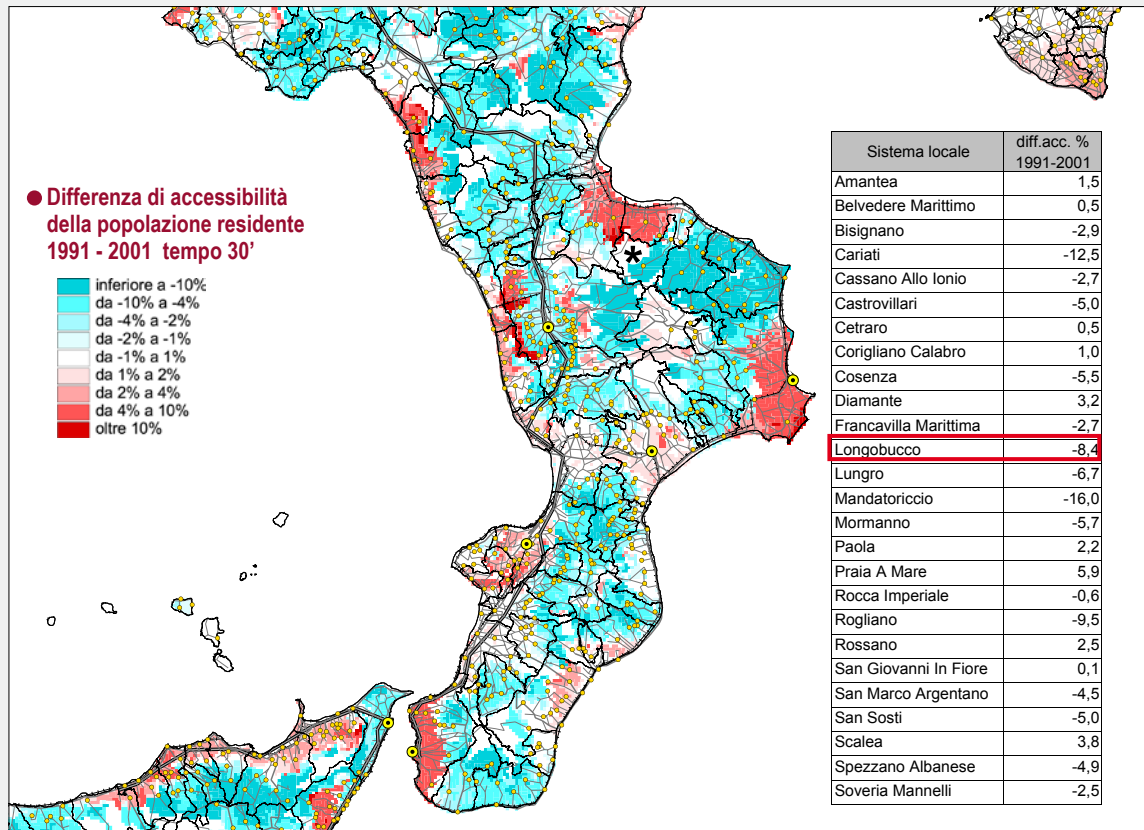 Differenza di accessibilità
della popolazione residente
1991 - 2001 tempo 30’
inferiore a -10%
da -10% a -4%
da -4% a -2%
da -2% a -1%
da -1% a 1%
da 1% a 2%
da 2% a 4%
da 4% a 10%
oltre 10%
*
Sistema locale diff.acc. %
1991-2001
Amantea 1,5
Belvedere Marittimo 0,5
Bisignano -2,9
Cariati -12,5
Cassano Allo Ionio -2,7
Castrovillari -5,0
Cetraro 0,5
Corigliano Calabro 1,0
Cosenza -5,5
Diamante 3,2
Francavilla Marittima -2,7
Longobucco -8,4
Lungro -6,7
Mandatoriccio -16,0
Mormanno -5,7
Paola 2,2
Praia A Mare 5,9
Rocca Imperiale -0,6
Rogliano -9,5
Rossano 2,5
San Giovanni In Fiore 0,1
San Marco Argentano -4,5
San Sosti -5,0
Scalea 3,8
Spezzano Albanese -4,9
Soveria Mannelli -2,5